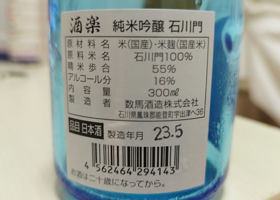 酒楽 純米吟醸 石川門
原材料名 米(国産)・米麹(国産米)
原料米 石川門100%
精米歩合 55%
アルコール分 16%
内容量 300㎖
製造者 数馬酒造株式会社
石川県鳳珠郡能登町宇出津ヘ36
品目 日本酒 製造年月 23.5
4 562464 294143
お酒は二十歳になってから。